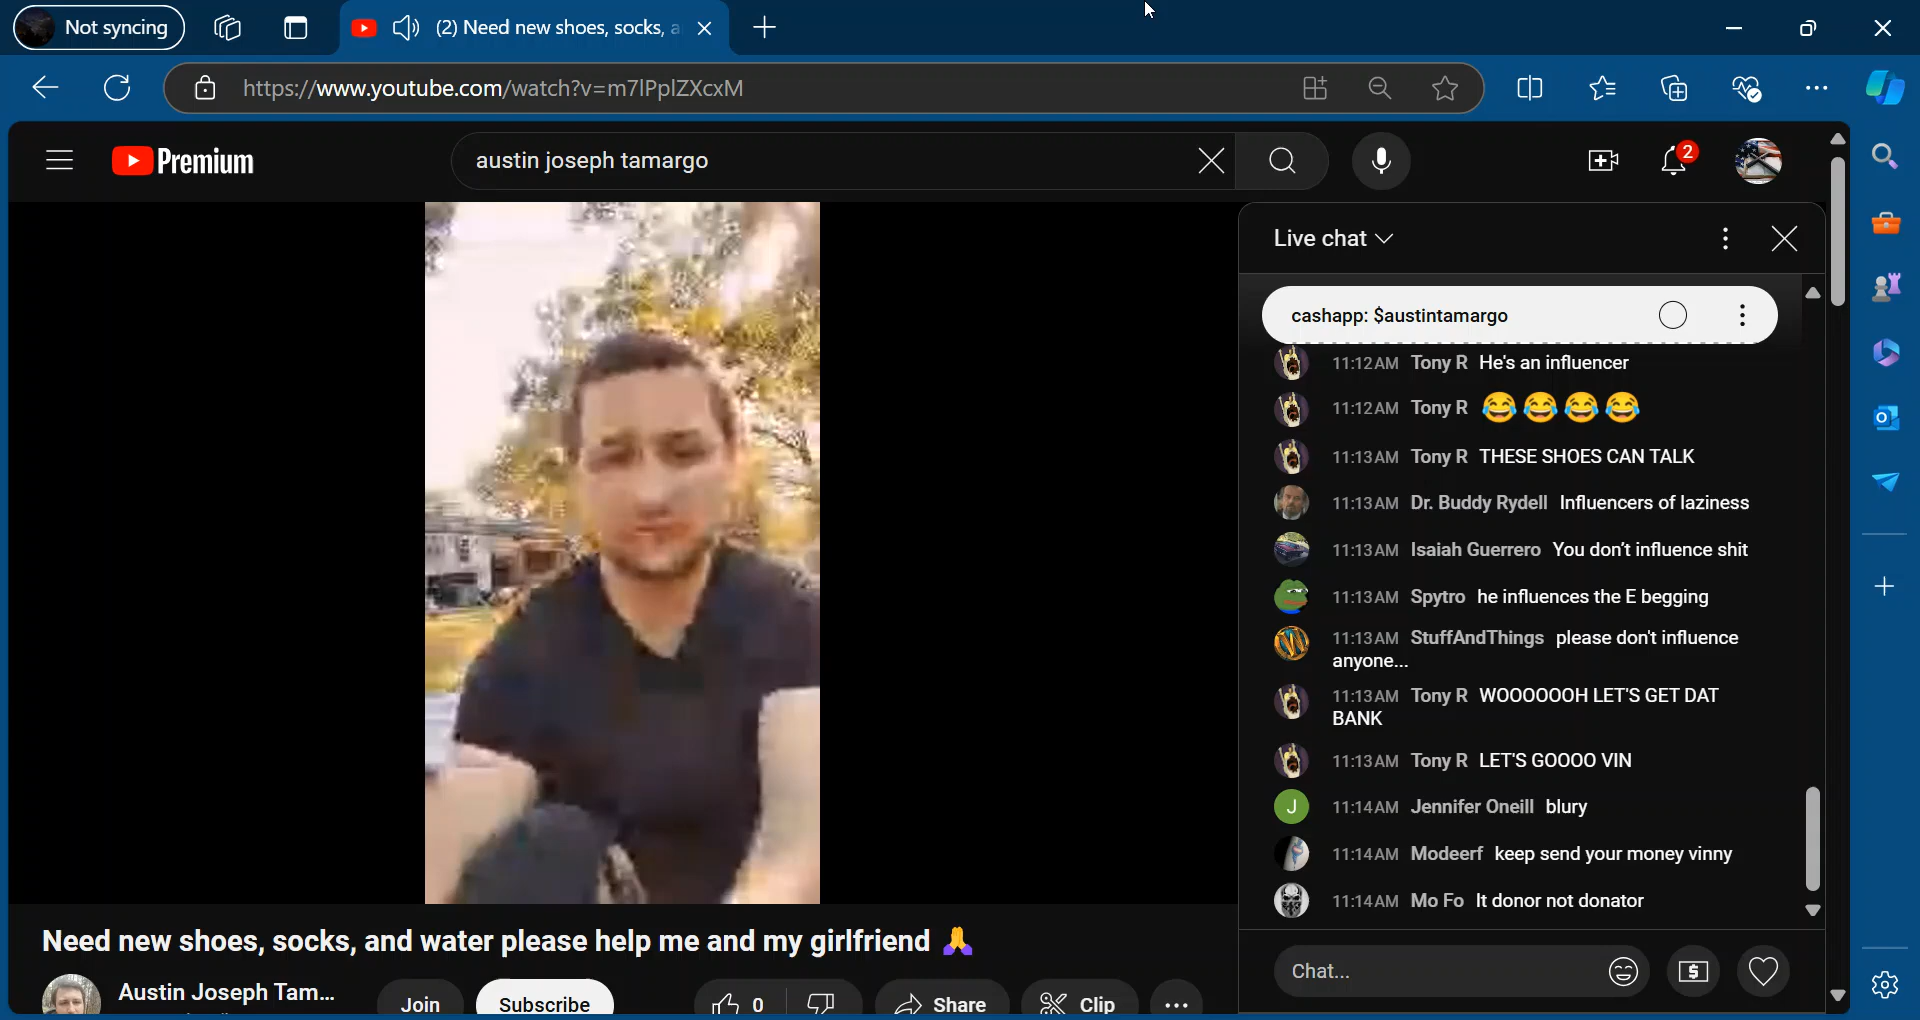 Not syncing
(2) Need new shoes, socks, a
https://www.youtube.com/watch?v=m7lPplZXcxM
Premium
austin joseph tamargo
2
Live chat
cashapp: $austintamargo
11:12AM Tony R He's an influencer
11:12AM Tony R 😂😂😂😂
11:13AM Tony R THESE SHOES CAN TALK
11:13AM Dr. Buddy Rydell Influencers of laziness
11:13AM Isaiah Guerrero You don't influence shit
11:13AM Spytro he influences the E begging
11:13AM StuffAndThings please don't influence
anyone...
11:13AM Tony R WOOOOOOH LET'S GET DAT
BANK
11:13AM Tony R LET'S GOOOO VIN
J 11:14AM Jennifer Oneill blury
11:14AM Modeerf keep send your money vinny
11:14AM Mo Fo It donor not donator
Chat...
Need new shoes, socks, and water please help me and my girlfriend 🙏
Austin Joseph Tam...
Join
Subscribe
0
Share
Clip